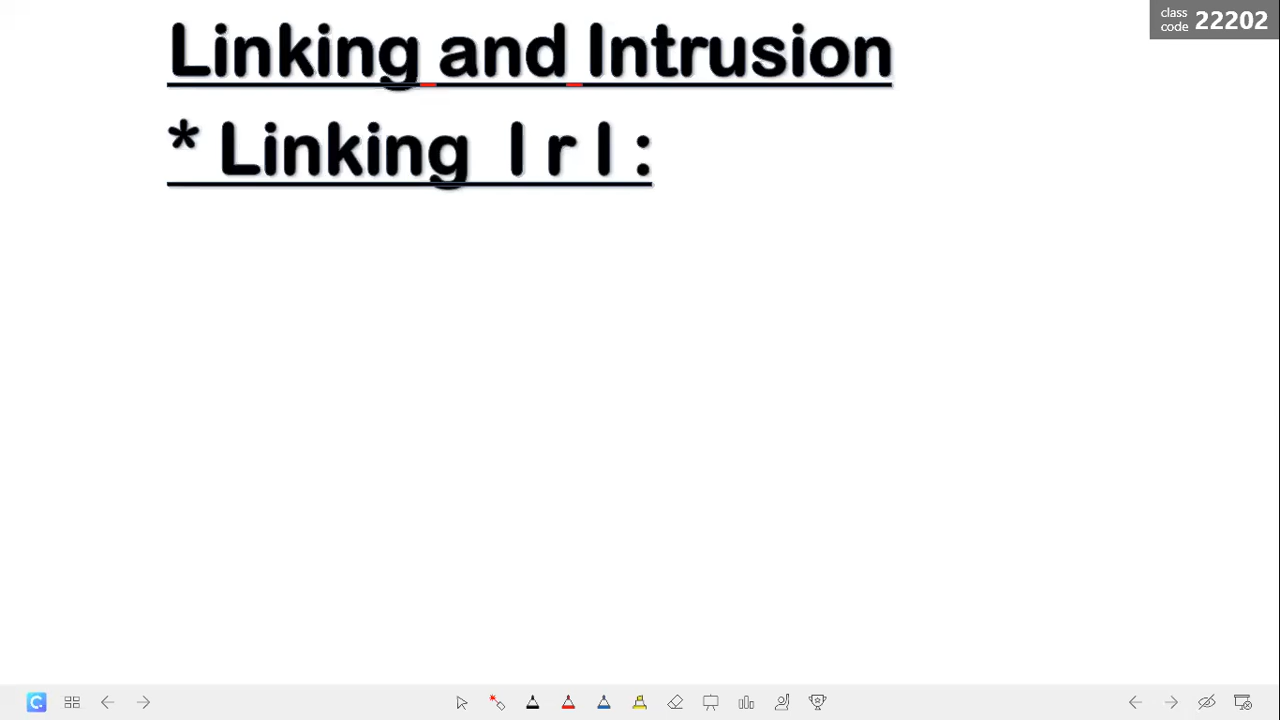 class
code 22202
Linking and Intrusion
* Linking l r l :